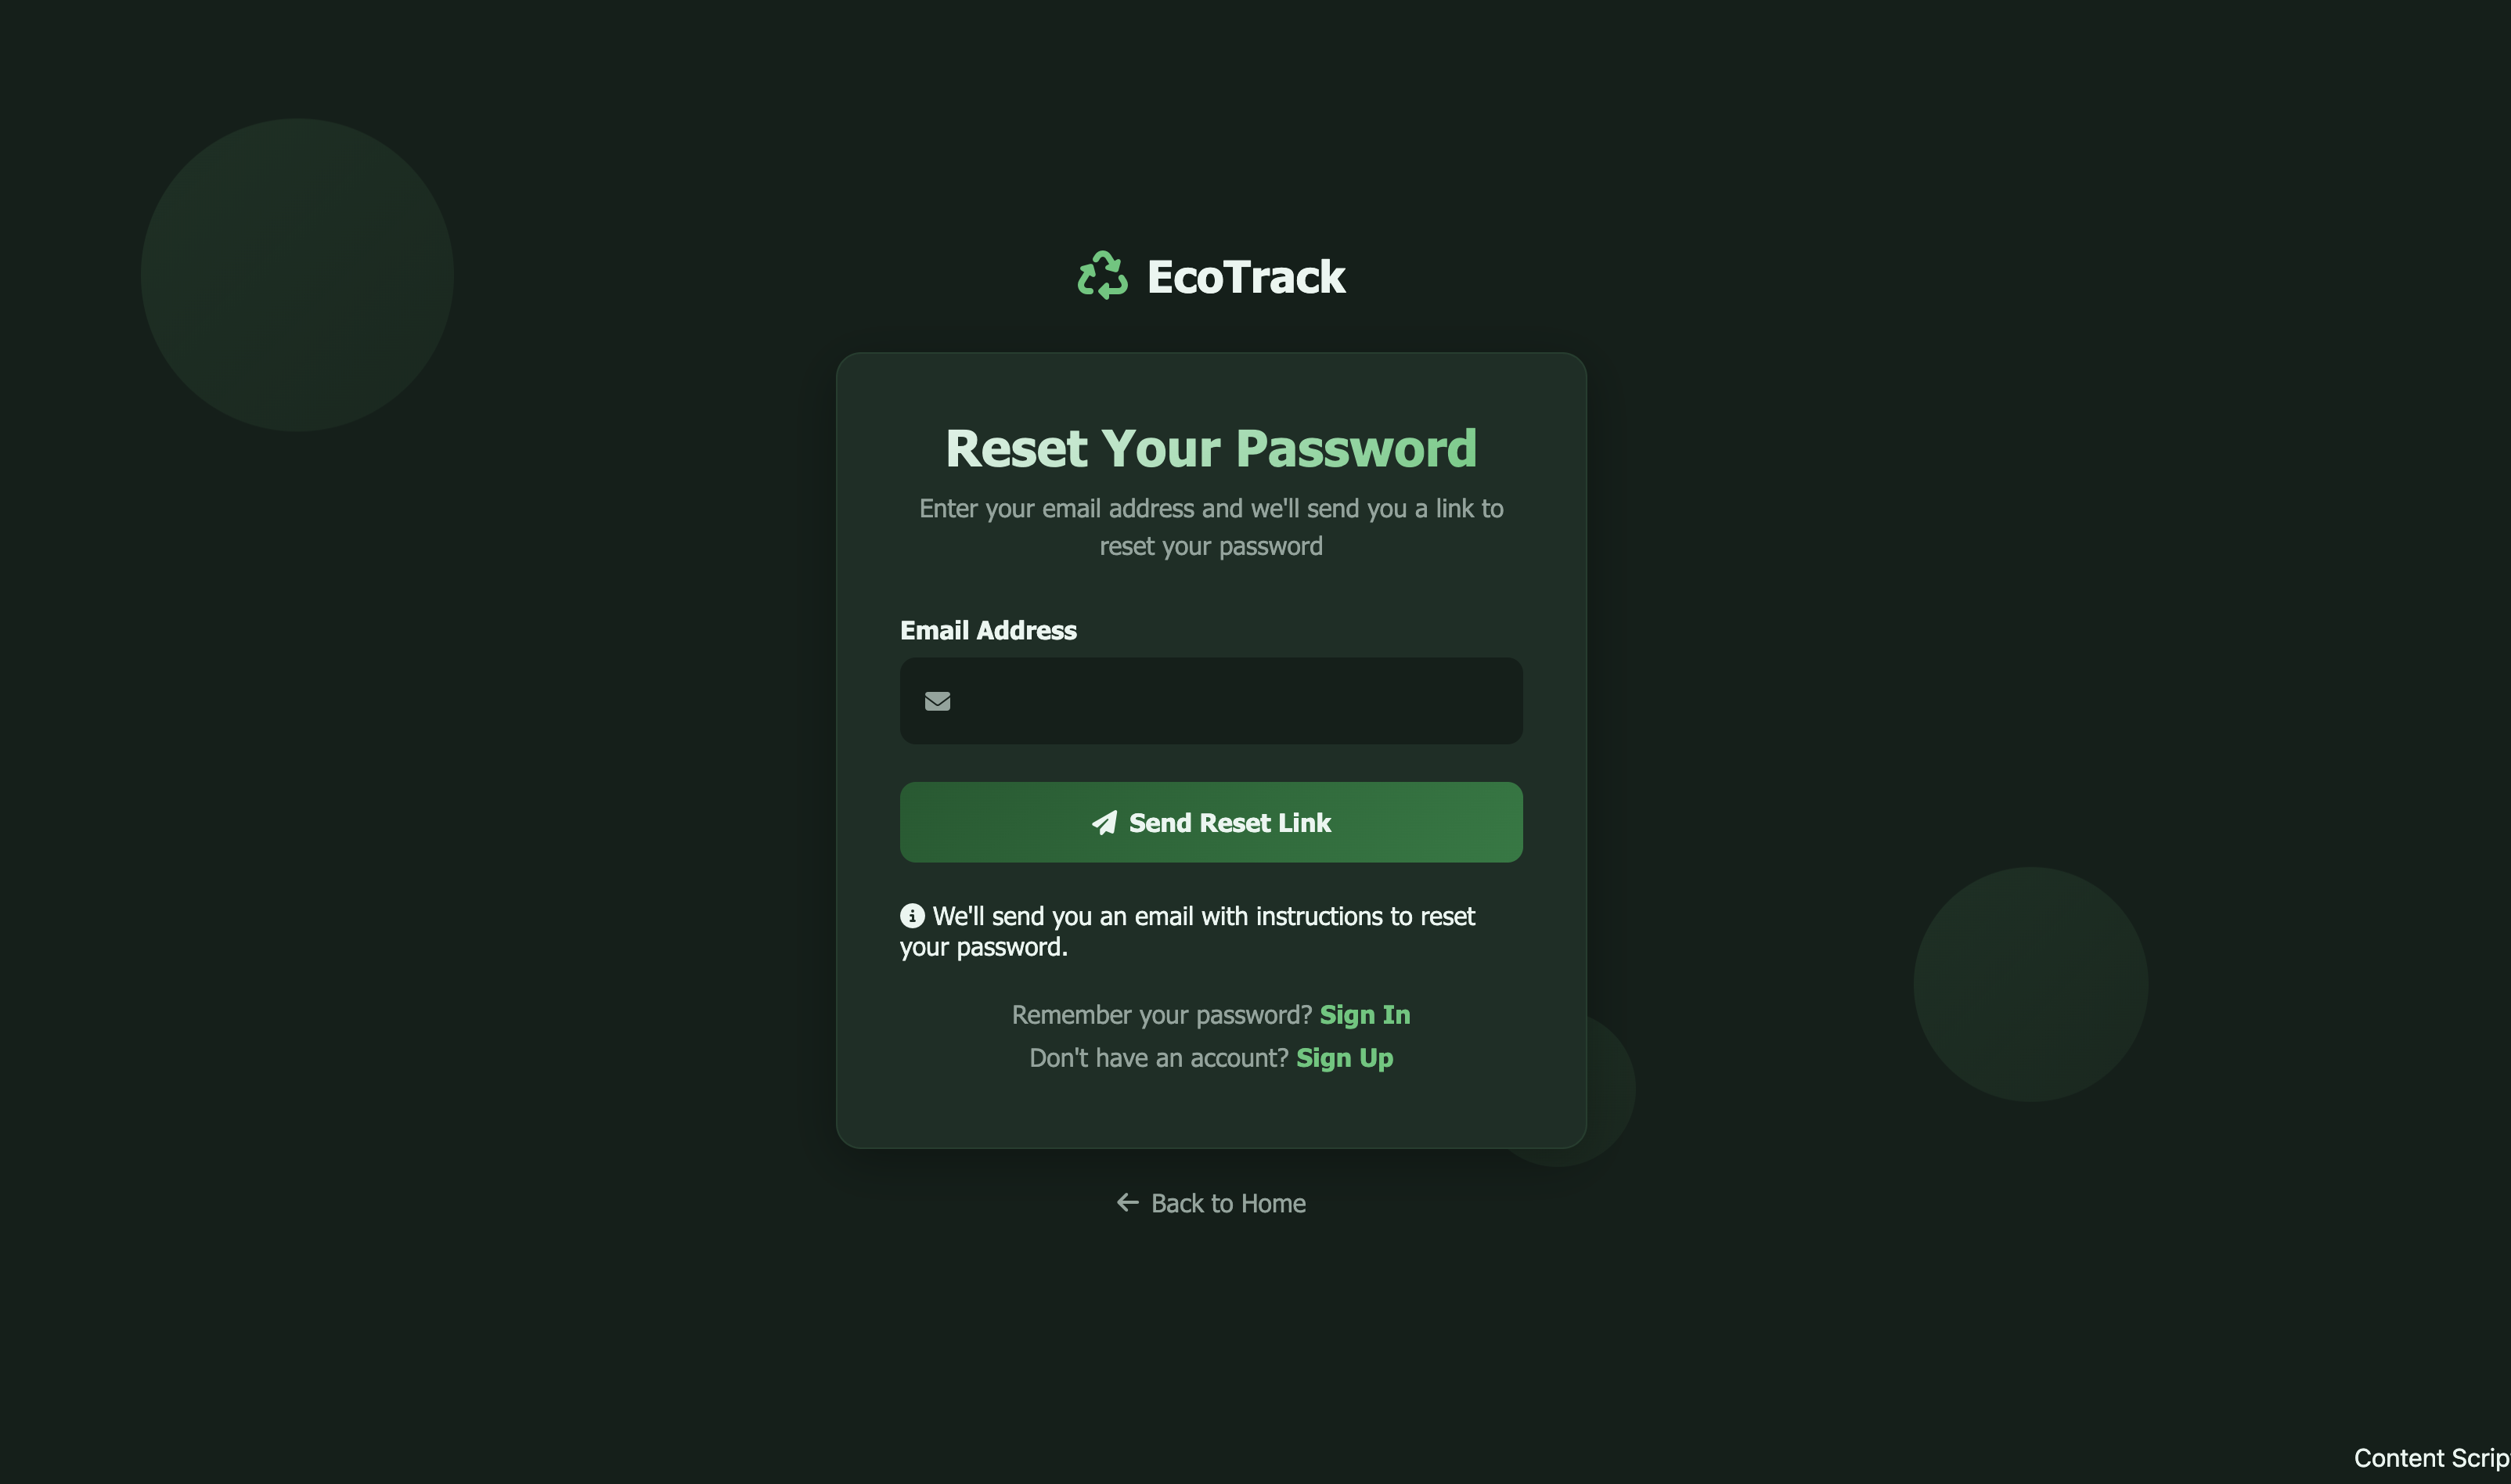 EcoTrack
Reset Your Password
Enter your email address and we'll send you a link to
reset your password
Email Address
Send Reset Link
We'll send you an email with instructions to reset
your password.
Remember your password? Sign In
Don't have an account? Sign Up
Back to Home
Content Scrip